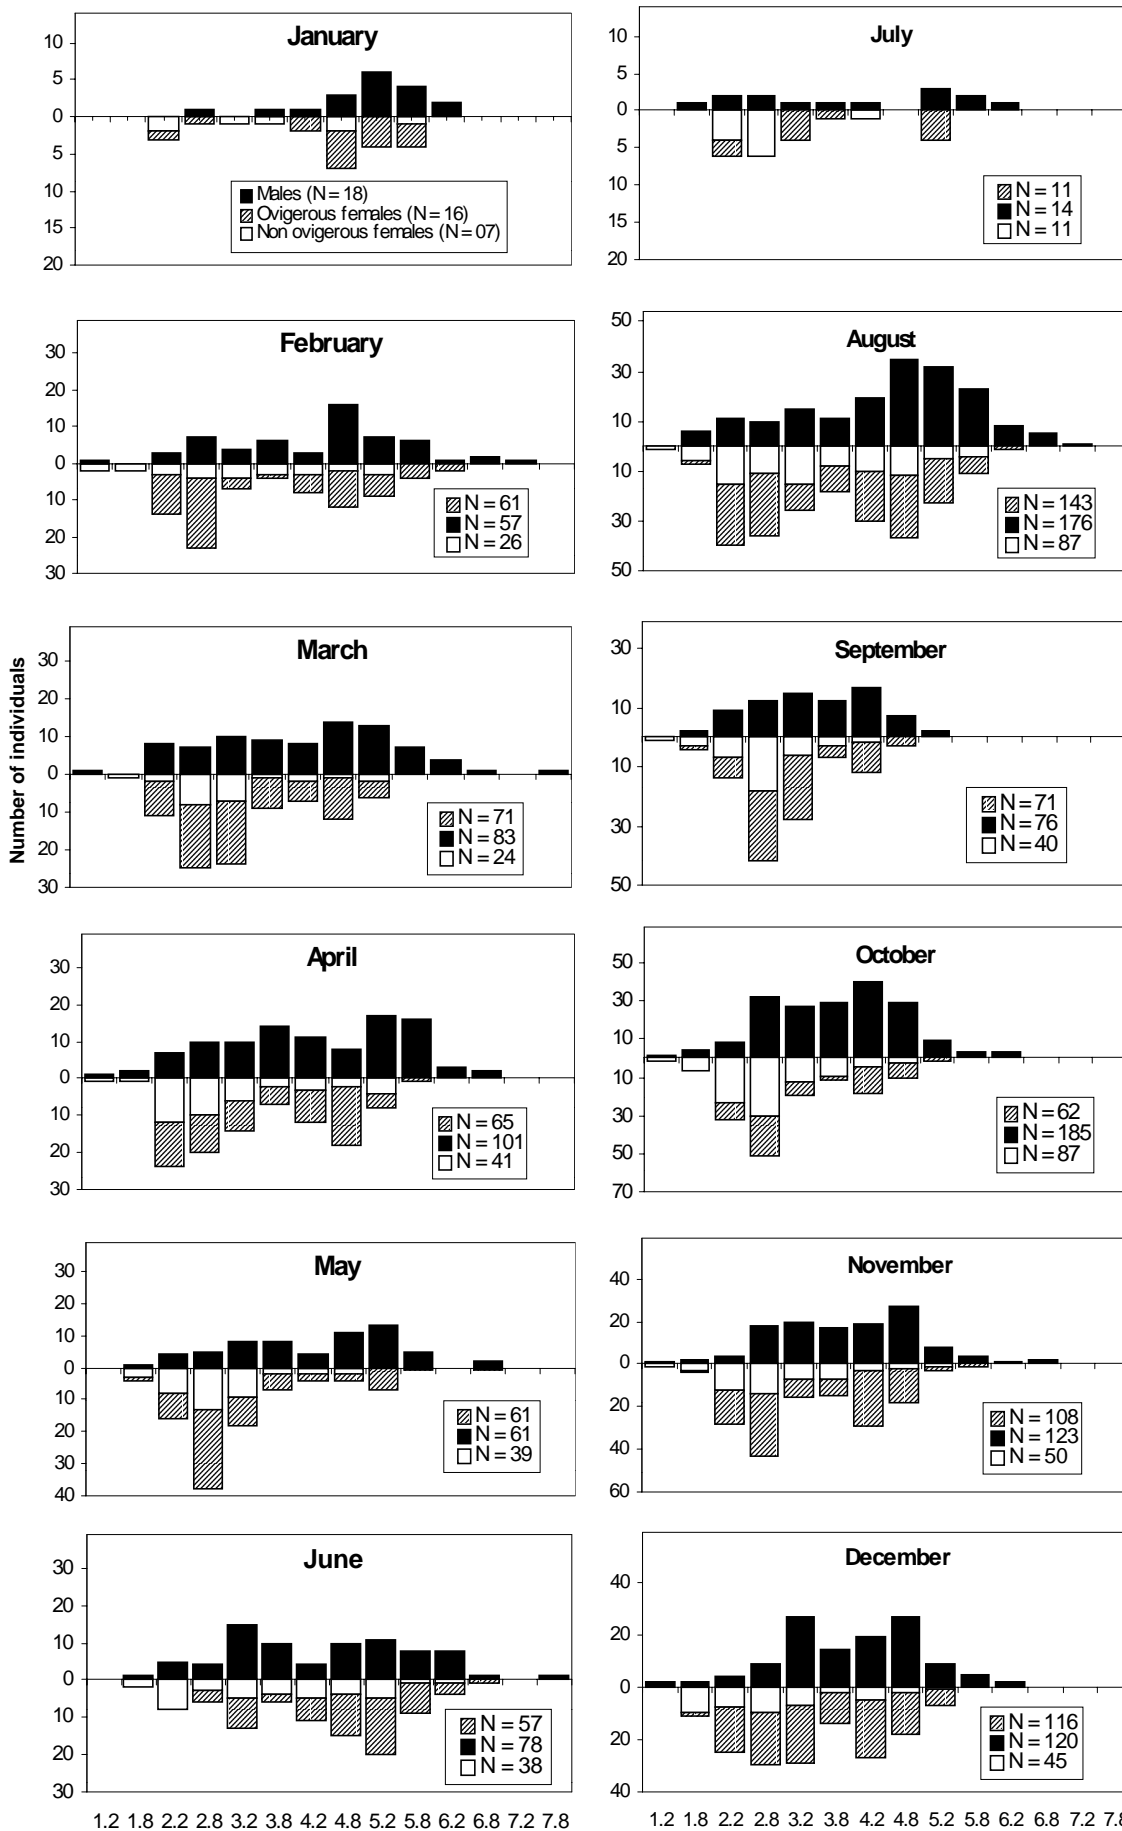 January
10
5
0
5
10
15
20
Males (N = 18)
Ovigerous females (N = 16)
Non ovigerous females (N = 07)
July
10
5
0
5
10
15
20
N = 11
N = 14
N = 11
February
30
20
10
0
10
20
30
N = 61
N = 57
N = 26
August
50
30
10
10
30
50
N = 143
N = 176
N = 87
Number of individuals
March
30
20
10
0
10
20
30
N = 71
N = 83
N = 24
September
30
10
10
30
50
N = 71
N = 76
N = 40
April
30
20
10
0
10
20
30
N = 65
N = 101
N = 41
October
50
30
10
10
30
50
70
N = 62
N = 185
N = 87
May
30
20
10
0
10
20
30
40
N = 61
N = 61
N = 39
November
40
20
0
20
40
60
N = 108
N = 123
N = 50
June
30
20
10
0
10
20
30
N = 57
N = 78
N = 38
December
40
20
0
20
40
N = 116
N = 120
N = 45
1.2 1.8 2.2 2.8 3.2 3.8 4.2 4.8 5.2 5.8 6.2 6.8 7.2 7.8
1.2 1.8 2.2 2.8 3.2 3.8 4.2 4.8 5.2 5.8 6.2 6.8 7.2 7.8